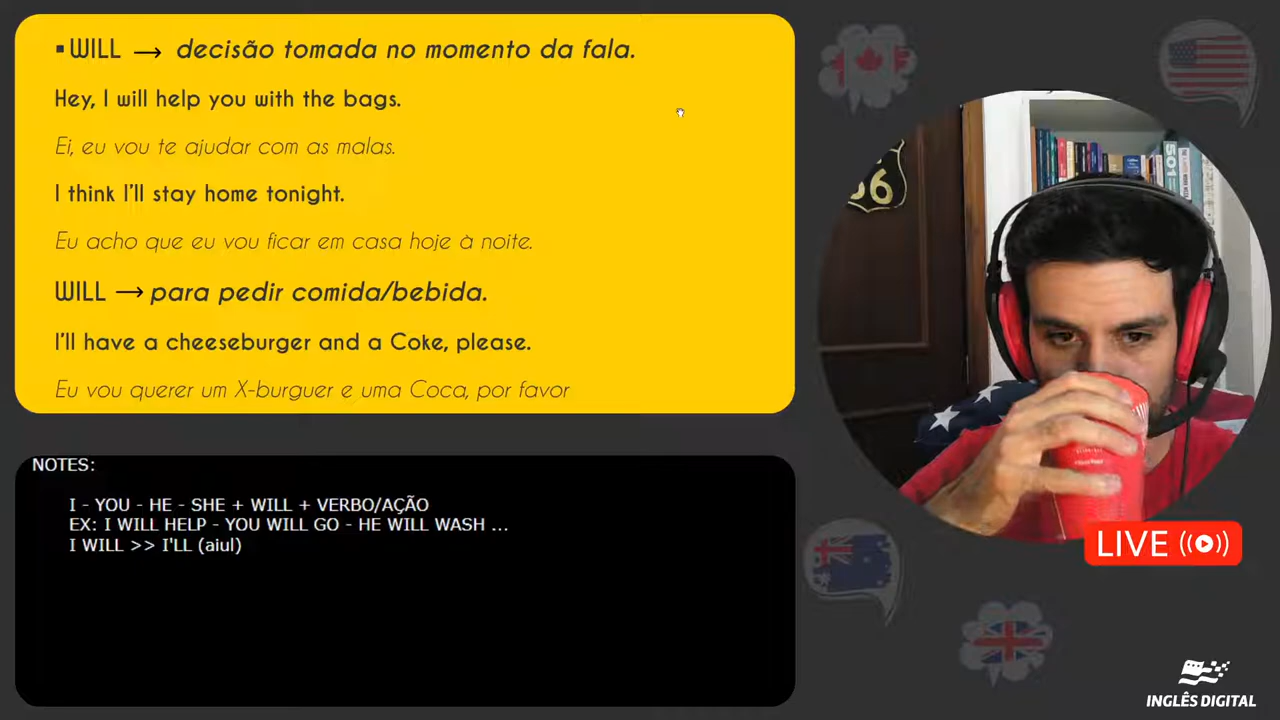 ▪WILL → decisão tomada no momento da fala.
Hey, I will help you with the bags.
Ei, eu vou te ajudar com as malas.
I think I'll stay home tonight.
Eu acho que eu vou ficar em casa hoje à noite.
WILL → para pedir comida/bebida.
I'll have a cheeseburger and a Coke, please.
Eu vou querer um X-burguer e uma Coca, por favor
NOTES:
I - YOU - HE - SHE + WILL + VERBO/AÇÃO
EX: I WILL HELP - YOU WILL GO - HE WILL WASH ...
I WILL >> I'LL (aiul)
66
501
LIVE
INGLÊS DIGITAL